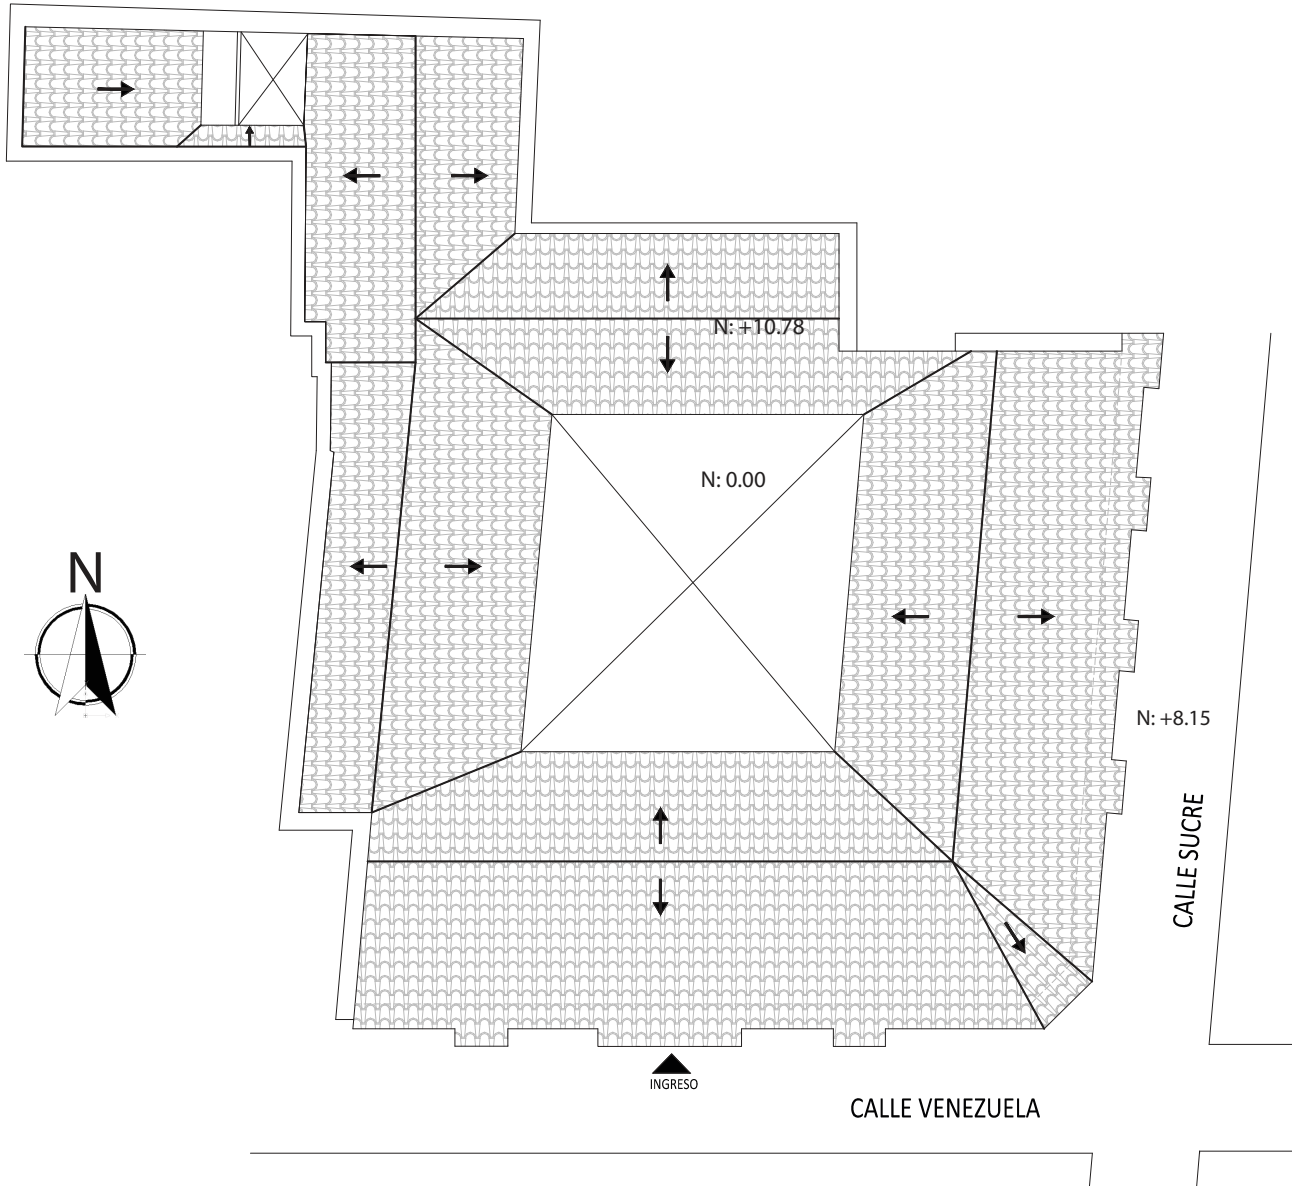 N: +10.78
N: 0.00
N
N: +8.15
CALLE SUCRE
INGRESO
CALLE VENEZUELA